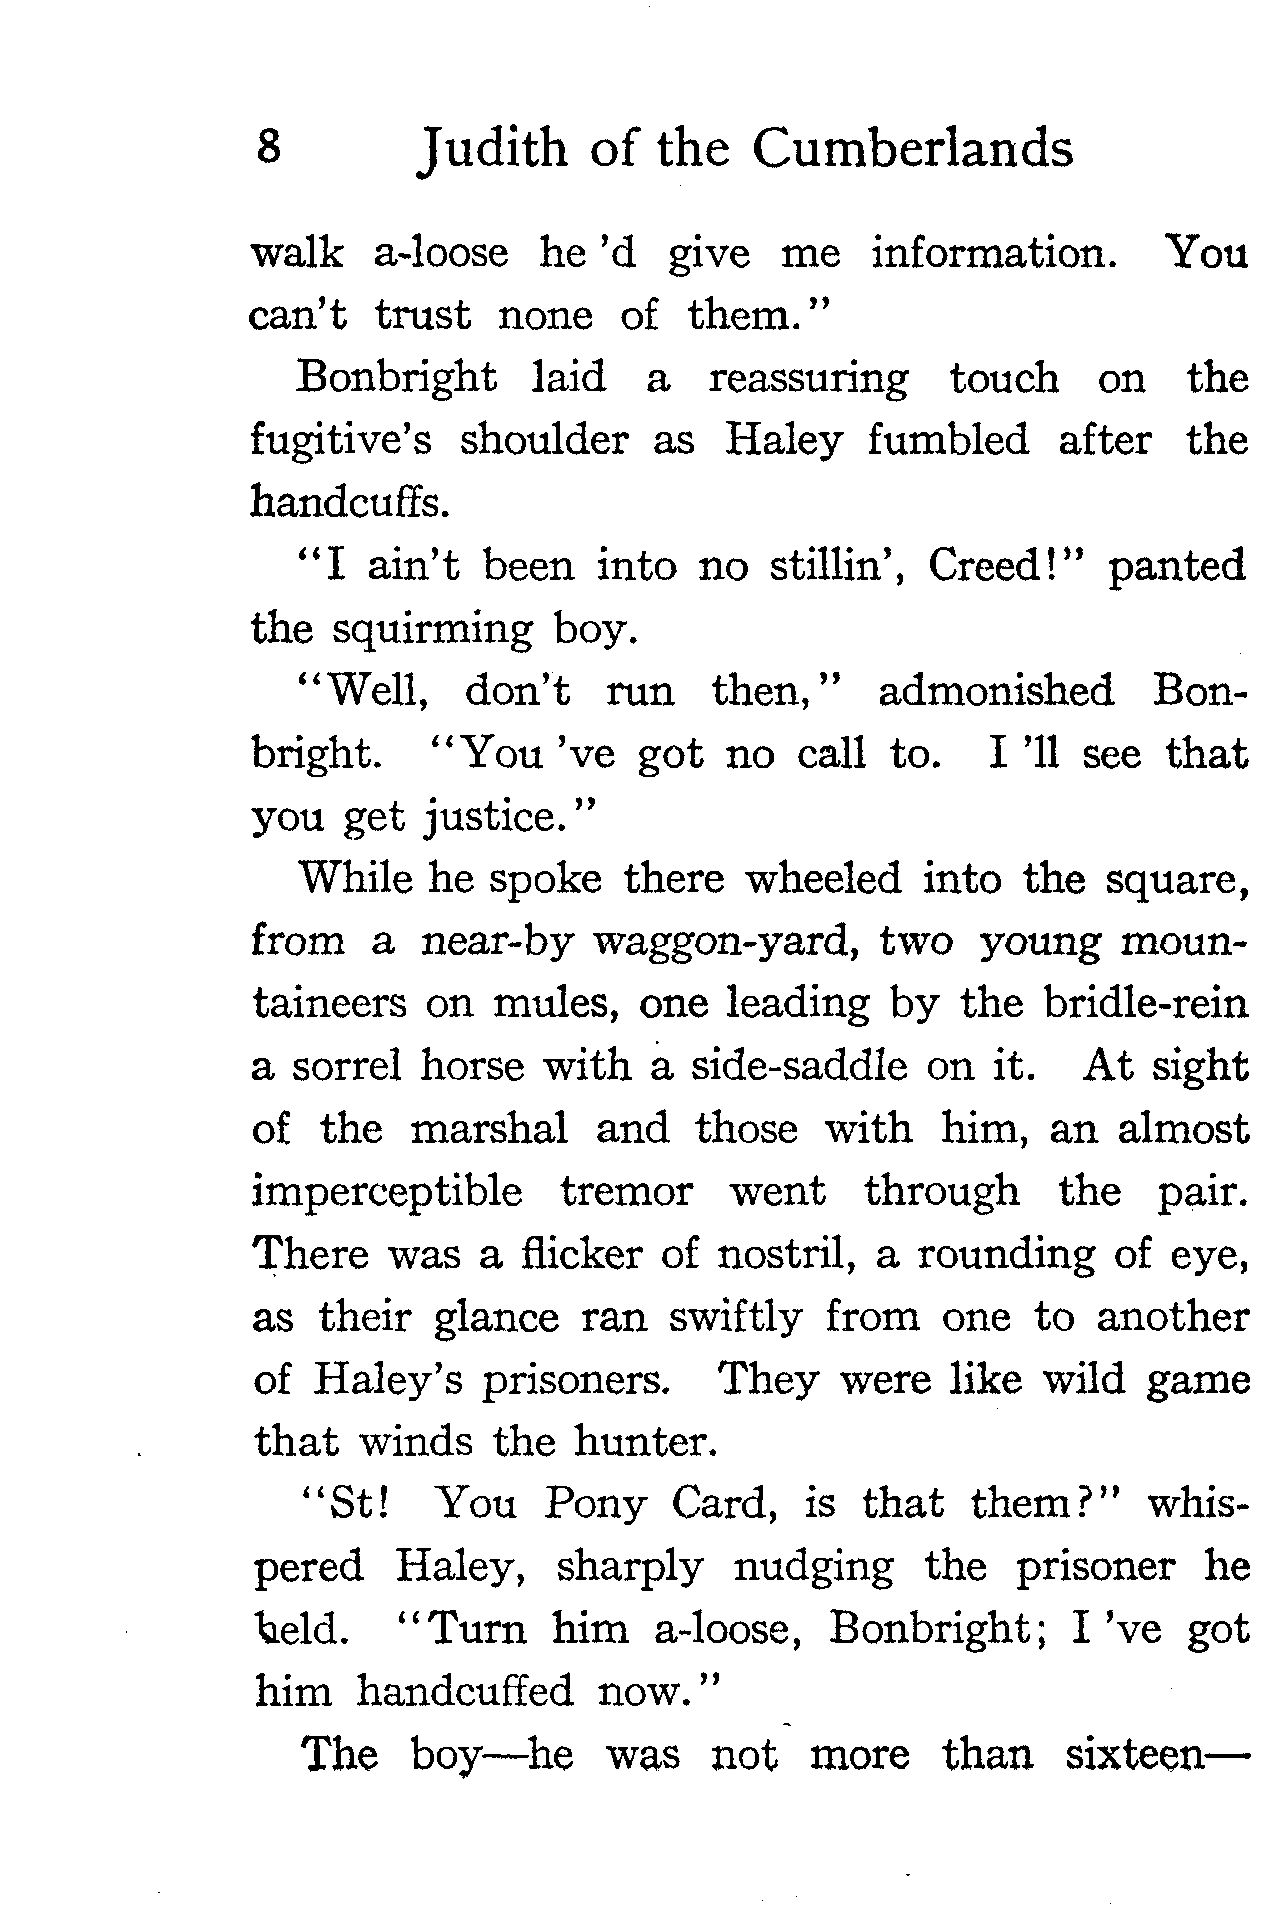 8 Judith of the Cumberlands
walk a-loose he 'd give me information. You
can't trust none of them."
Bonbright laid a reassuring touch on the
fugitive's shoulder as Haley fumbled after the
handcuffs.
"I ain't been into no stillin', Creed!" panted
the squirming boy.
"Well, don't run then," admonished Bon-
bright. "You 've got no call to. I 'll see that
you get justice."
While he spoke there wheeled into the square,
from a near-by waggon-yard, two young moun-
taineers on mules, one leading by the bridle-rein
a sorrel horse with a side-saddle on it. At sight
of the marshal and those with him, an almost
imperceptible tremor went through the pair.
There was a flicker of nostril, a rounding of eye,
as their glance ran swiftly from one to another
of Haley's prisoners. They were like wild game
that winds the hunter.
"St! You Pony Card, is that them?" whis-
pered Haley, sharply nudging the prisoner he
held. "Turn him a-loose, Bonbright; I 've got
him handcuffed now."
The boy—he was not more than sixteen—